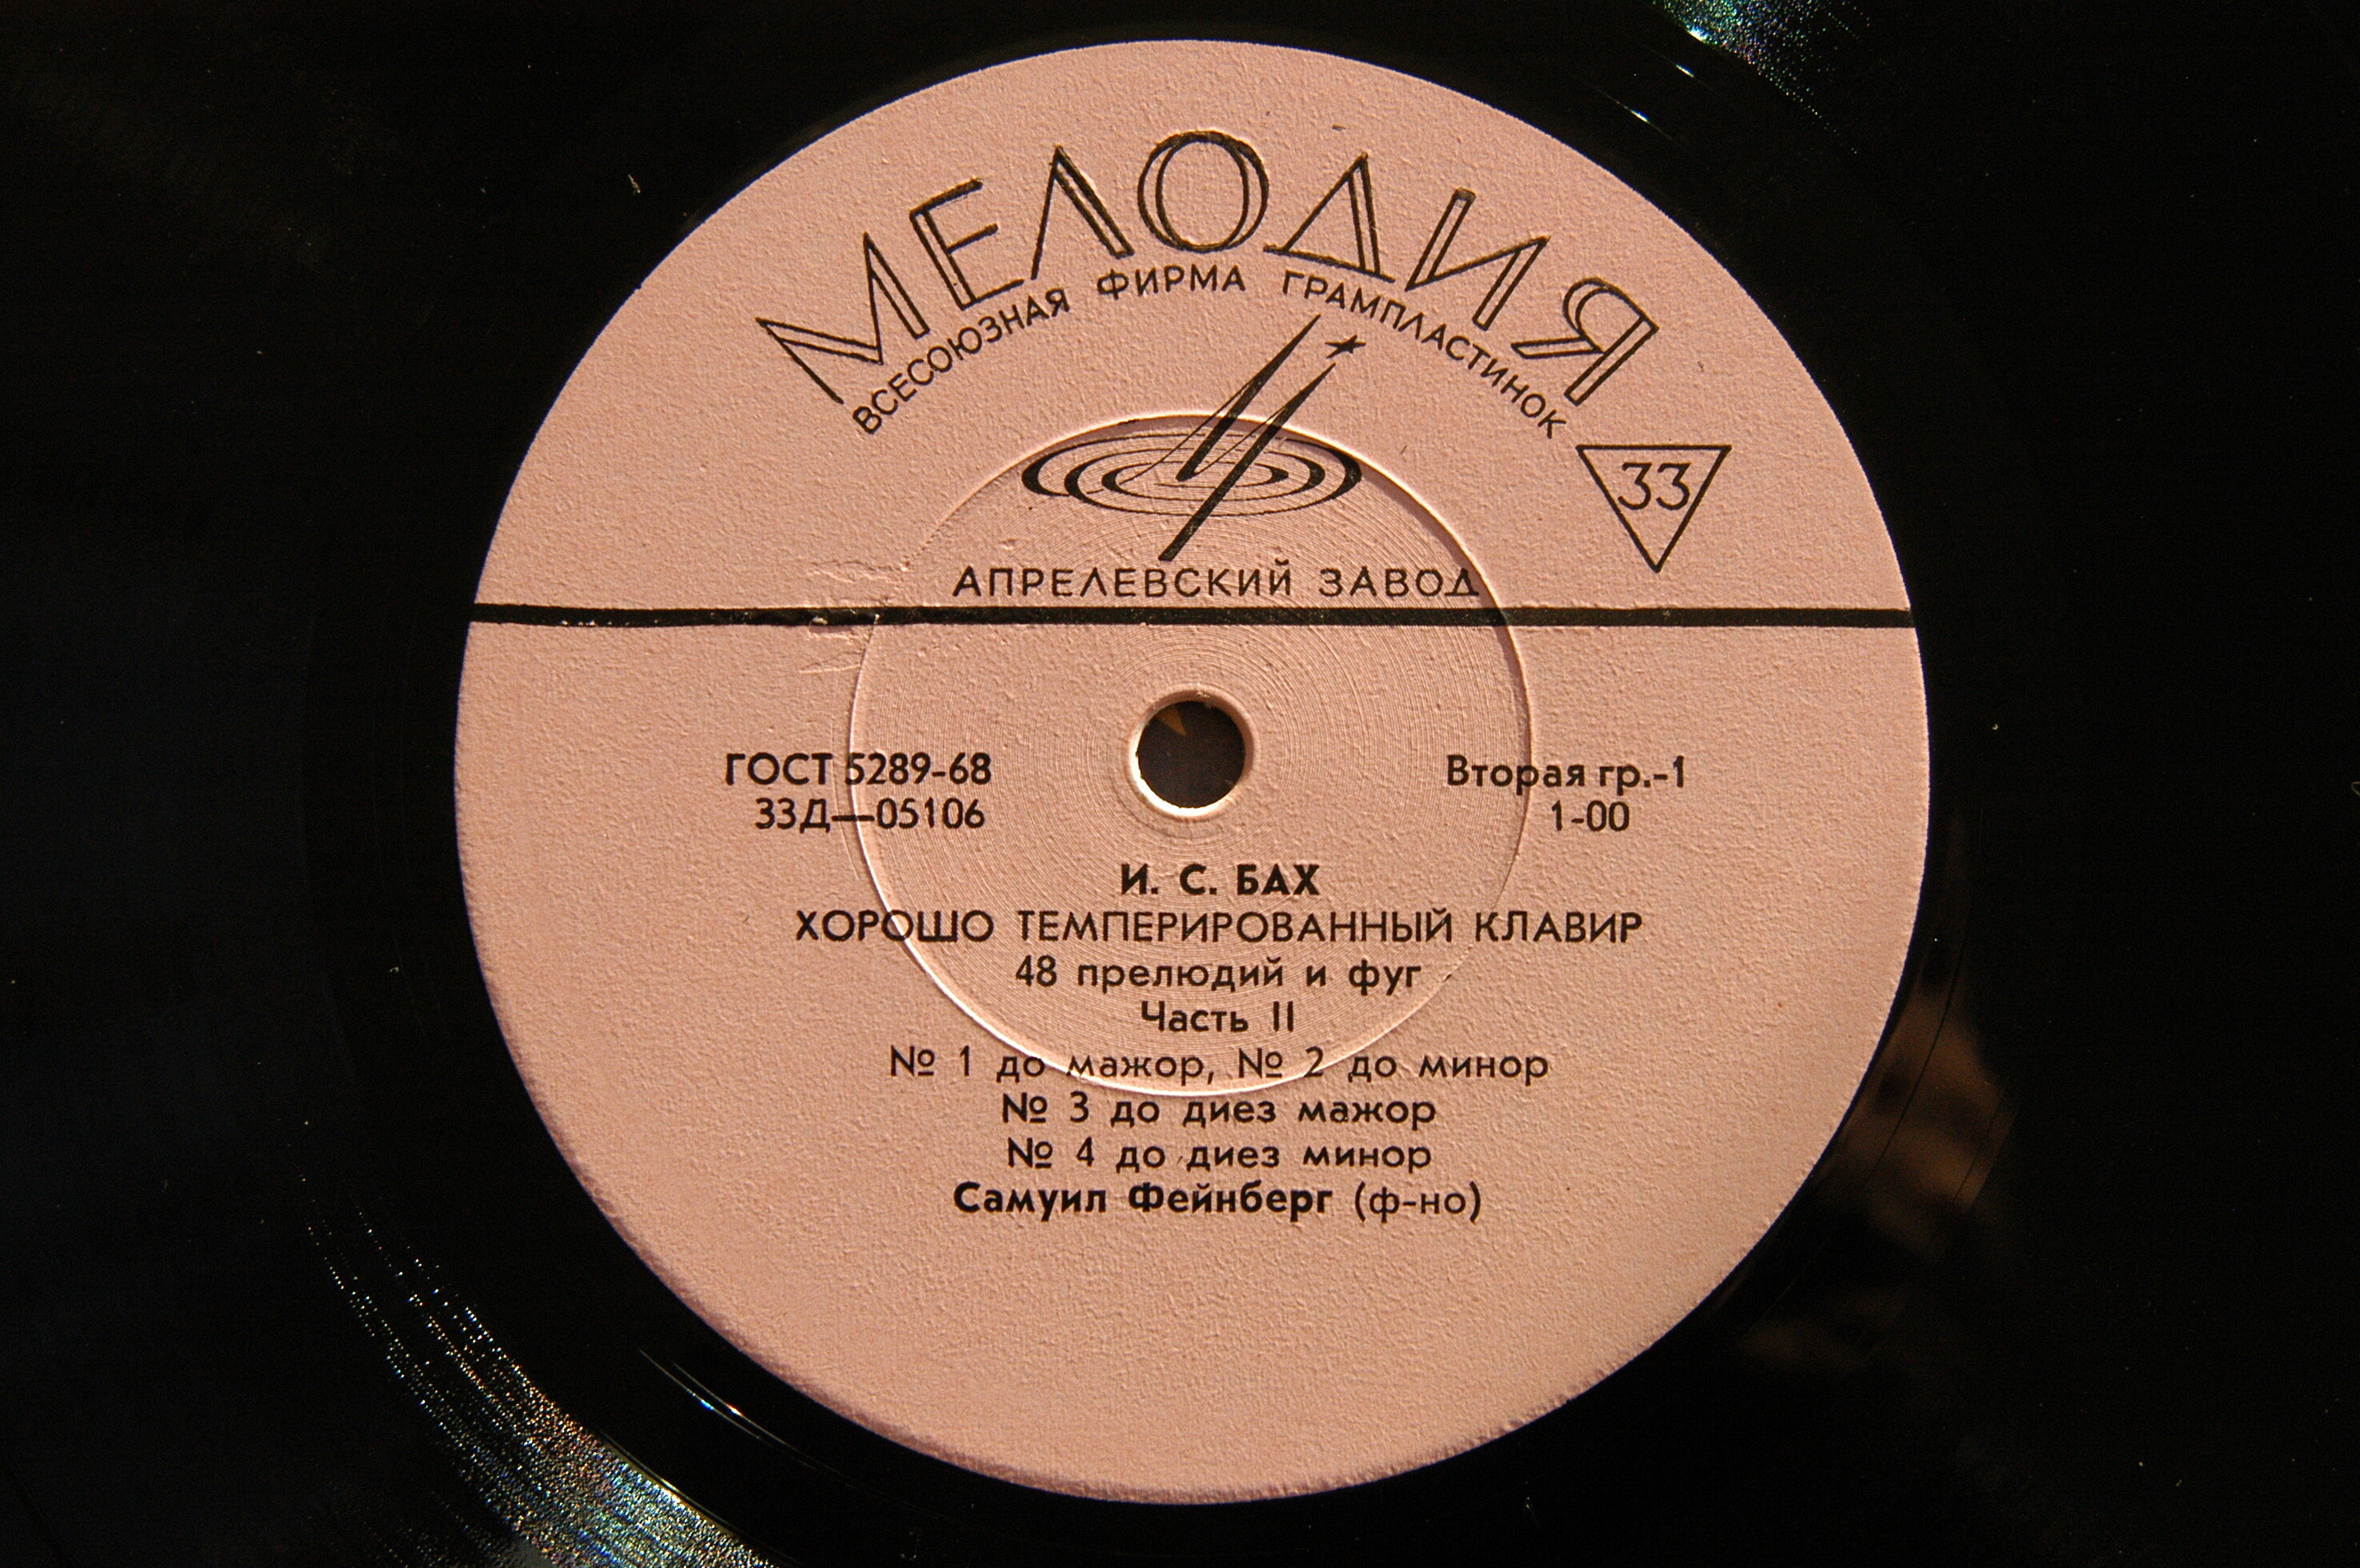 МЕЛОДИЯ
ВСЕСОЮЗНАЯ ФИРМА ГРАМПЛАСТИНОК
33
АПРЕЛЕВСКИЙ ЗАВОД
ГОСТ 5289-68
33Д—05106
Вторая гр.-1
1-00
И. С. БАХ
ХОРОШО ТЕМПЕРИРОВАННЫЙ КЛАВИР
48 прелюдий и фуг
Часть II
№ 1 до мажор, № 2 до минор
№ 3 до диез мажор
№ 4 до диез минор
Самуил Фейнберг (ф-но)